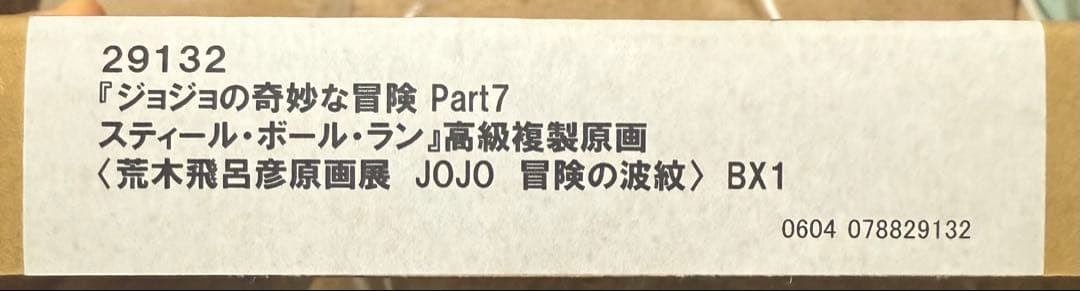 29132
『ジョジョの奇妙な冒険 Part7
スティール・ボール・ラン』高級複製原画
〈荒木飛呂彦原画展　JOJO　冒険の波紋〉 BX1
0604 078829132